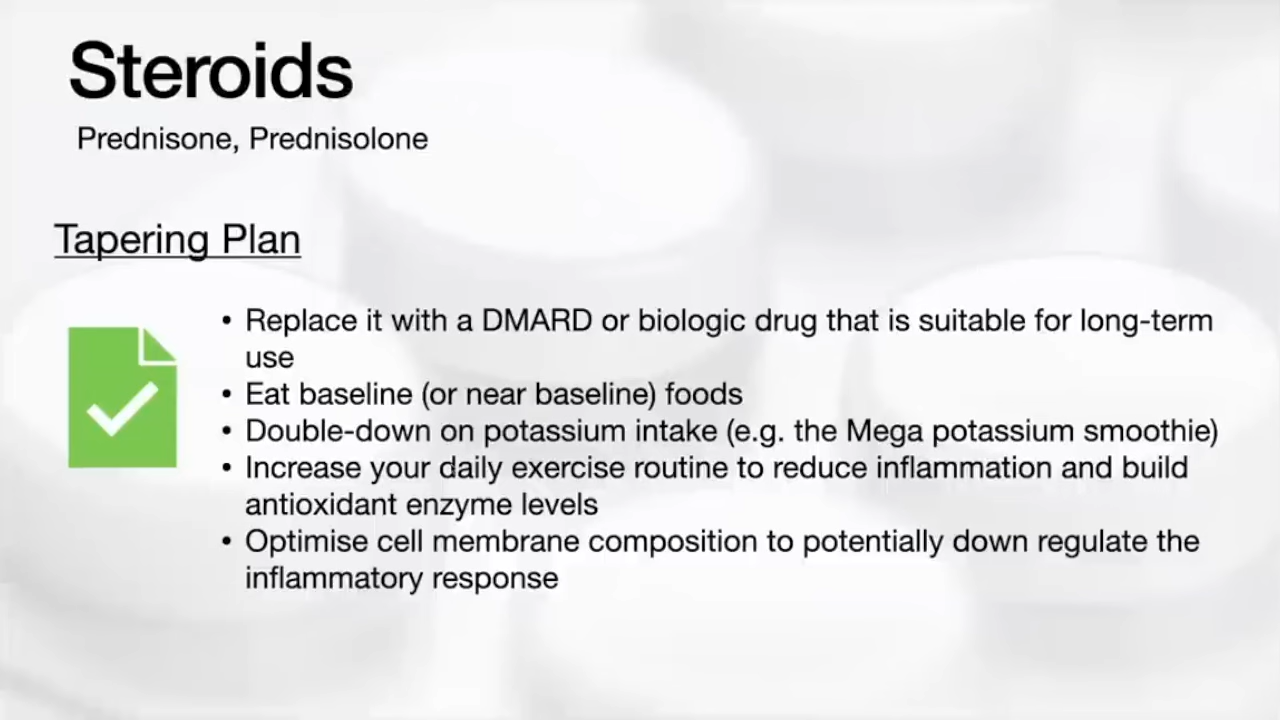 Steroids
Prednisone, Prednisolone
Tapering Plan
• Replace it with a DMARD or biologic drug that is suitable for long-term
use
• Eat baseline (or near baseline) foods
• Double-down on potassium intake (e.g. the Mega potassium smoothie)
• Increase your daily exercise routine to reduce inflammation and build
antioxidant enzyme levels
• Optimise cell membrane composition to potentially down regulate the
inflammatory response